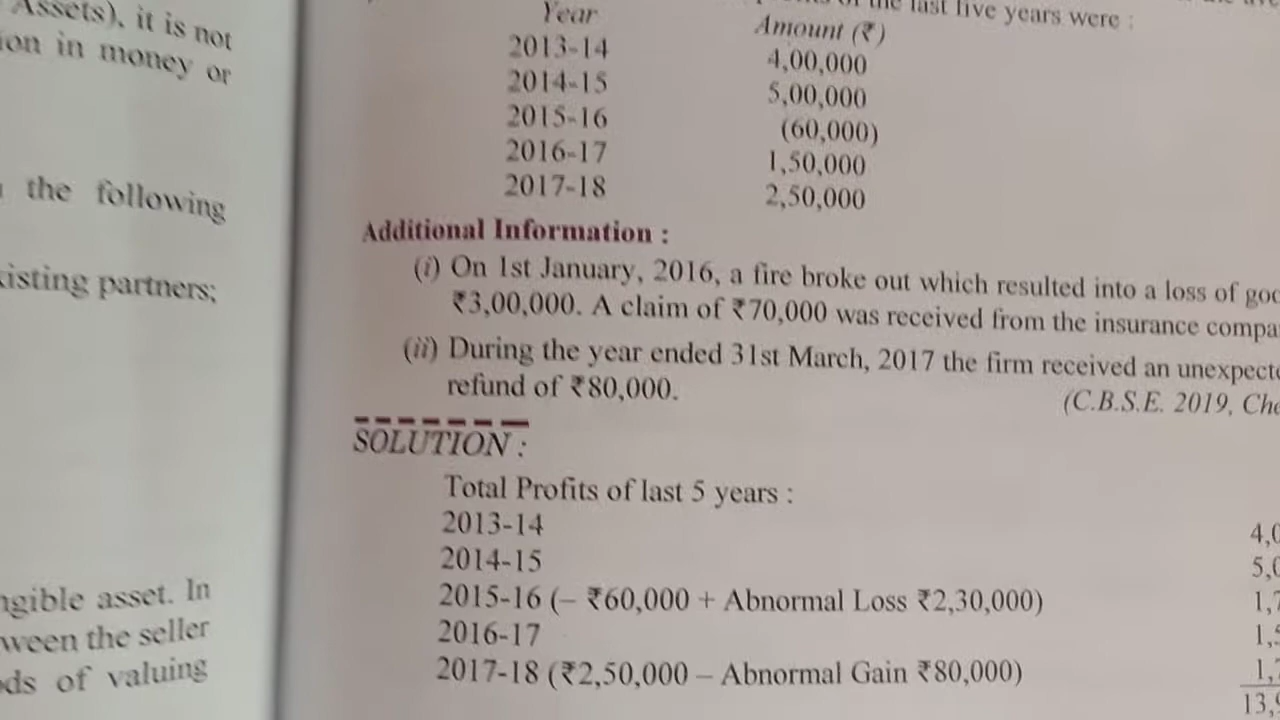 Assets), it is not
ion in money or
the following
isting partners;
gible asset. In
ween the seller
ds of valuing
the last five years were :
Year Amount (₹)
2013-14 4,00,000
2014-15 5,00,000
2015-16 (60,000)
2016-17 1,50,000
2017-18 2,50,000
Additional Information :
(i) On 1st January, 2016, a fire broke out which resulted into a loss of goo
₹3,00,000. A claim of ₹70,000 was received from the insurance compa
(ii) During the year ended 31st March, 2017 the firm received an unexpecte
refund of ₹80,000.
(C.B.S.E. 2019, Che
SOLUTION :
Total Profits of last 5 years :
2013-14 4,0
2014-15 5,0
2015-16 (– ₹60,000 + Abnormal Loss ₹2,30,000) 1,7
2016-17 1,5
2017-18 (₹2,50,000 – Abnormal Gain ₹80,000) 1,
13,9